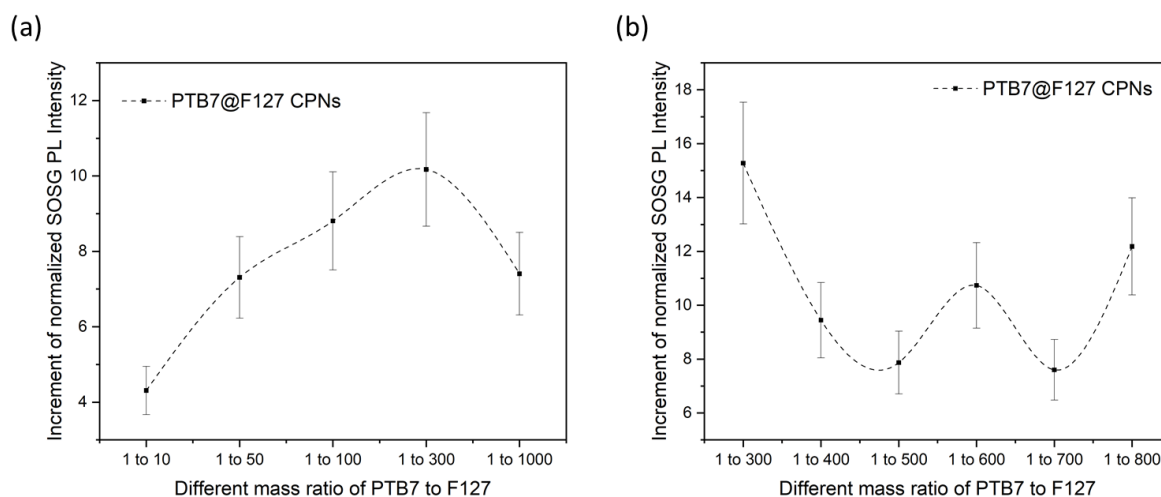 (a)
(b)
Increment of normalized SOSG PL Intensity
12
10
8
6
4
PTB7@F127 CPNs
1 to 10 1 to 50 1 to 100 1 to 300 1 to 1000
Different mass ratio of PTB7 to F127
Increment of normalized SOSG PL Intensity
18
16
14
12
10
8
6
PTB7@F127 CPNs
1 to 300 1 to 400 1 to 500 1 to 600 1 to 700 1 to 800
Different mass ratio of PTB7 to F127